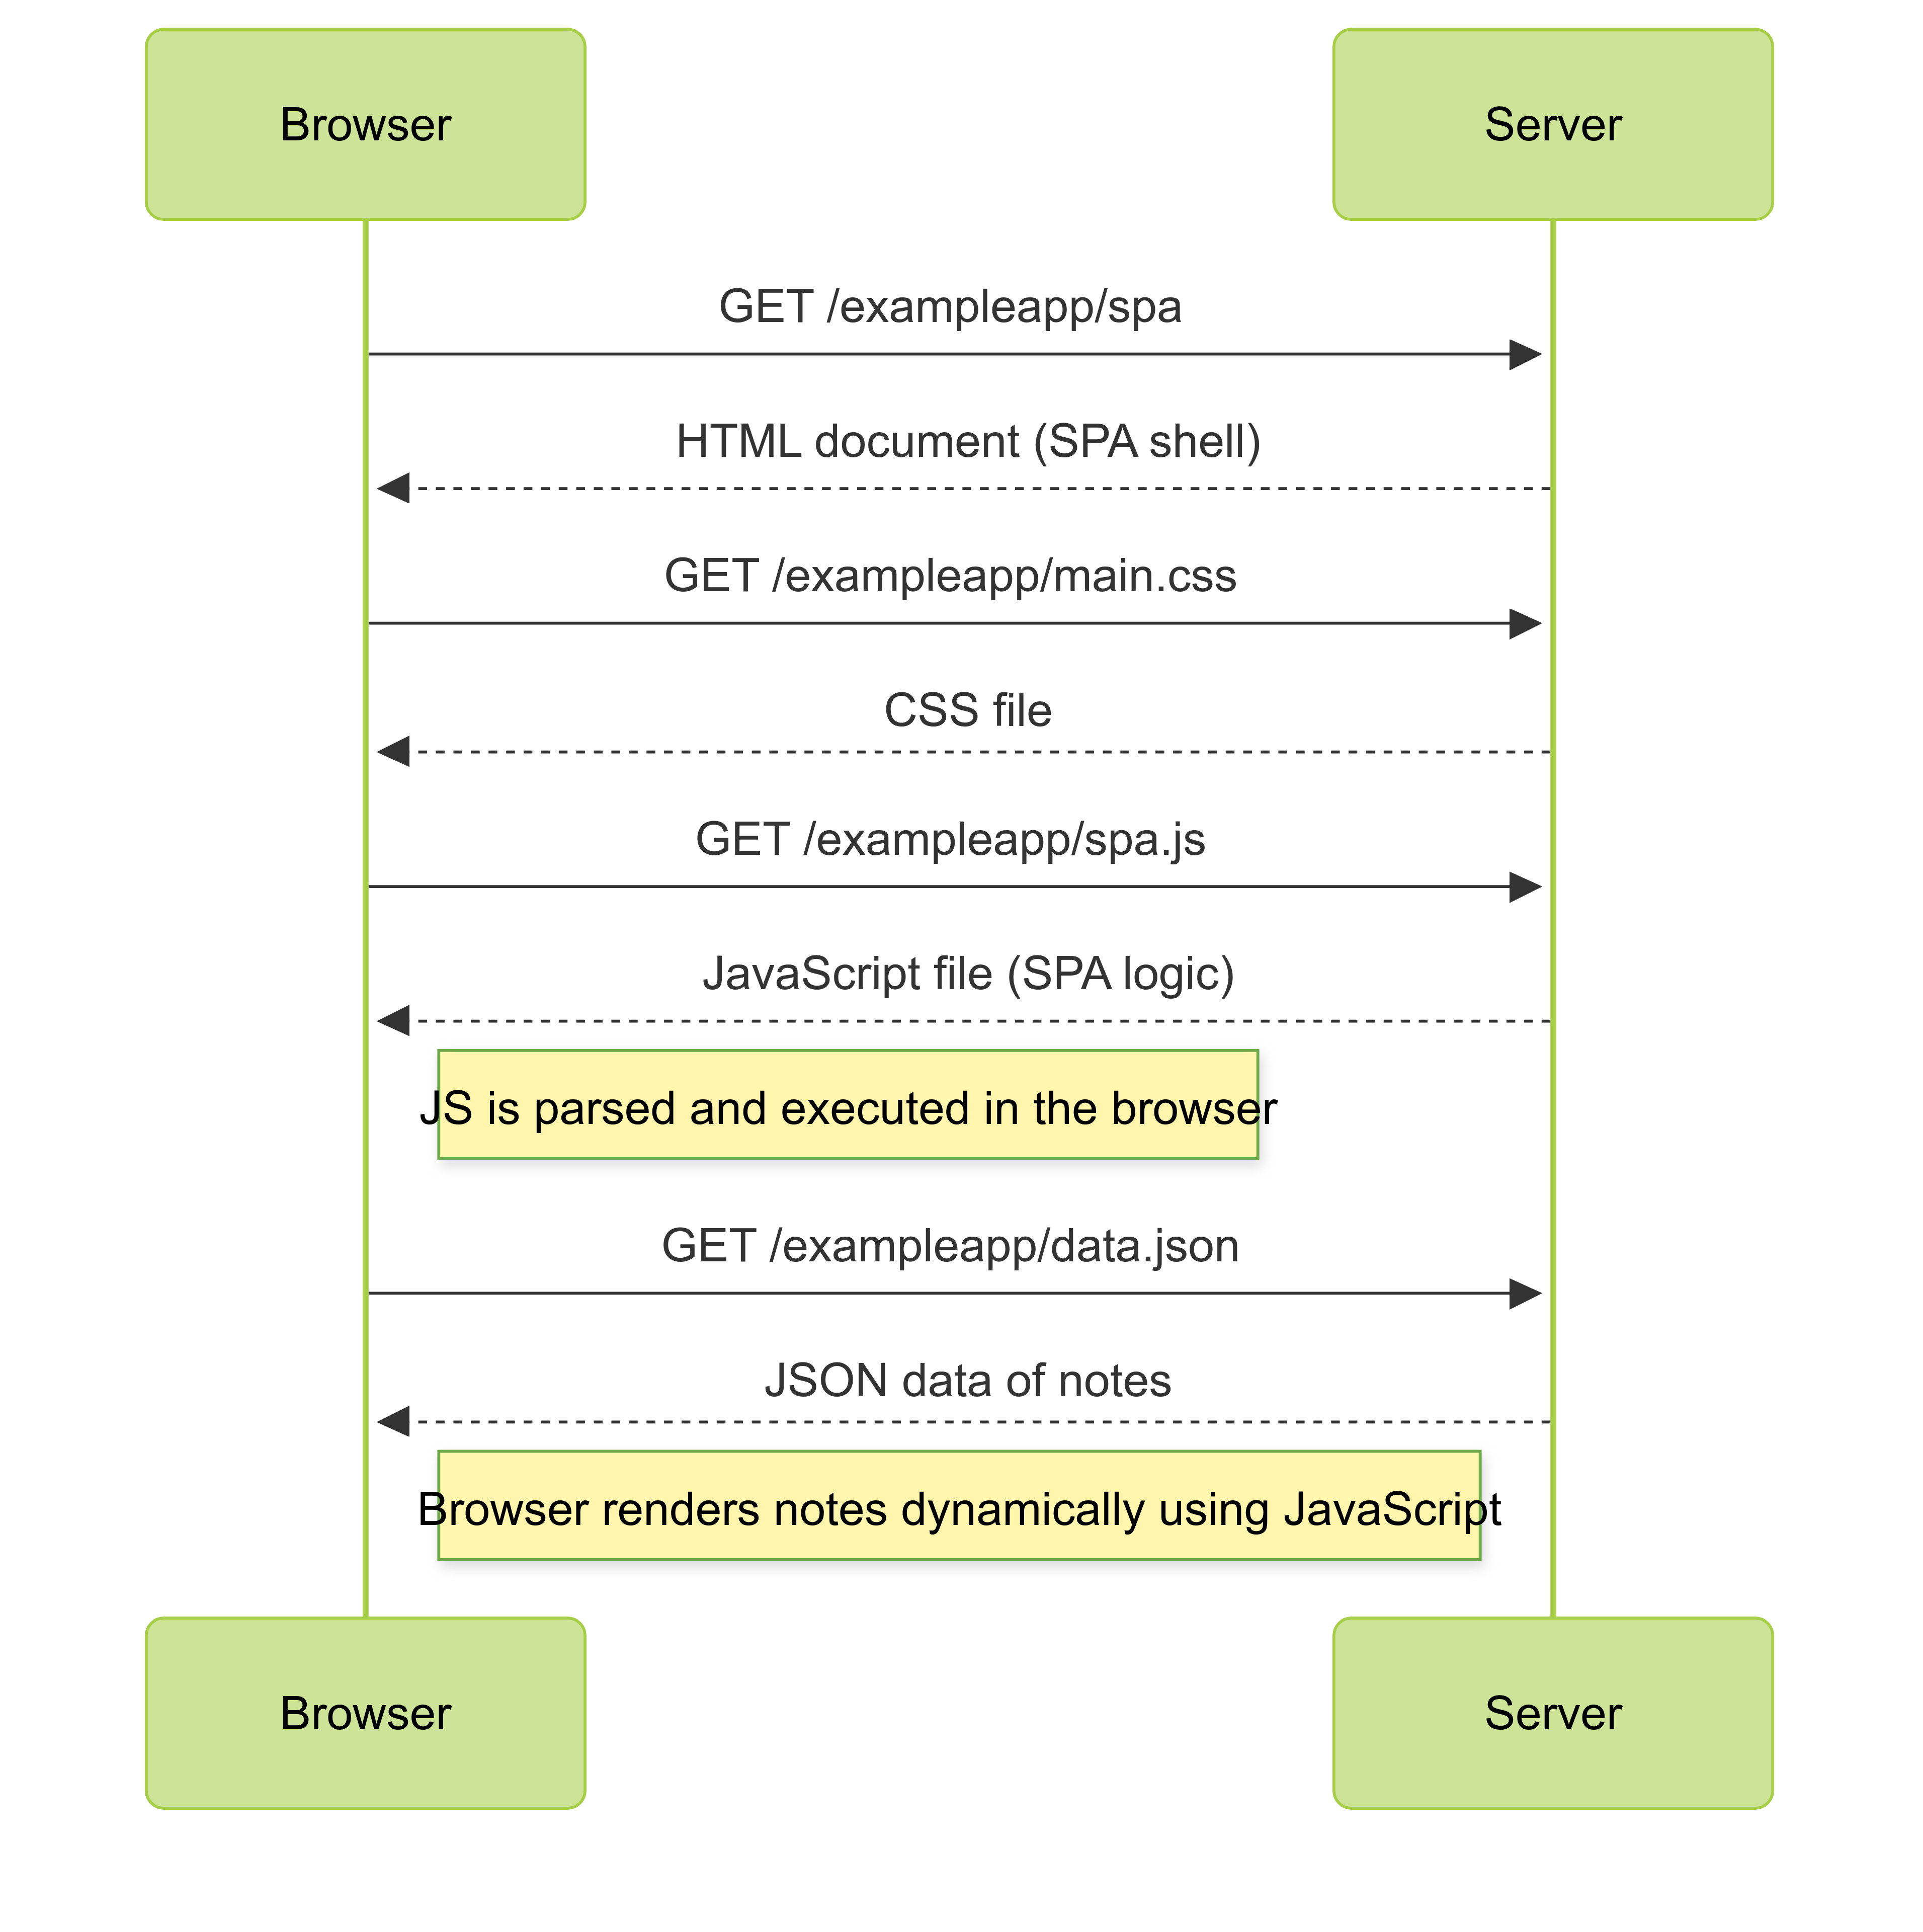 Browser
Server
GET /exampleapp/spa
HTML document (SPA shell)
GET /exampleapp/main.css
CSS file
GET /exampleapp/spa.js
JavaScript file (SPA logic)
JS is parsed and executed in the browser
GET /exampleapp/data.json
JSON data of notes
Browser renders notes dynamically using JavaScript
Browser
Server